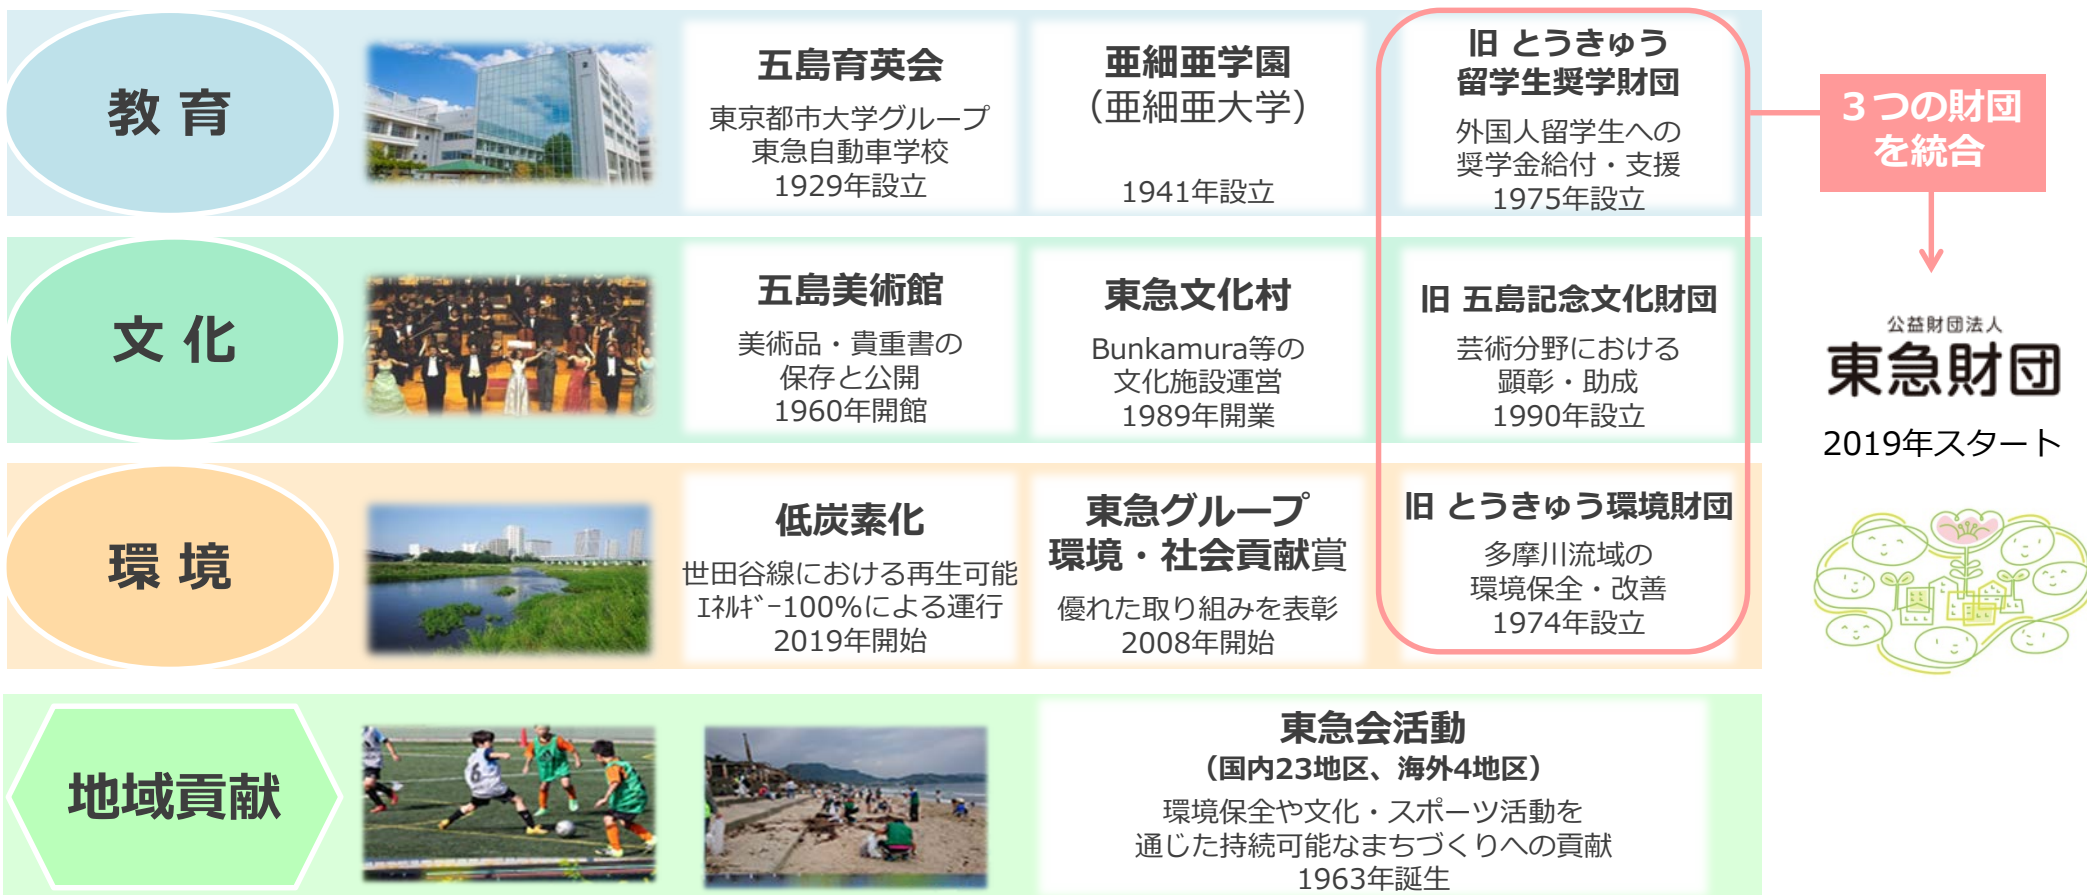 教 育
五島育英会
東京都市大学グループ
東急自動車学校
1929年設立
亜細亜学園
（亜細亜大学）
1941年設立
旧 とうきゅう
留学生奨学財団
外国人留学生への
奨学金給付・支援
1975年設立
３つの財団
を統合
文 化
五島美術館
美術品・貴重書の
保存と公開
1960年開館
東急文化村
Bunkamura等の
文化施設運営
1989年開業
旧 五島記念文化財団
芸術分野における
顕彰・助成
1990年設立
公益財団法人
東急財団
2019年スタート
環 境
低炭素化
世田谷線における再生可能
ｴﾈﾙｷﾞｰ100%による運行
2019年開始
東急グループ
環境・社会貢献賞
優れた取り組みを表彰
2008年開始
旧 とうきゅう環境財団
多摩川流域の
環境保全・改善
1974年設立
地域貢献
6
東急会活動
（国内23地区、海外4地区）
環境保全や文化・スポーツ活動を
通じた持続可能なまちづくりへの貢献
1963年誕生